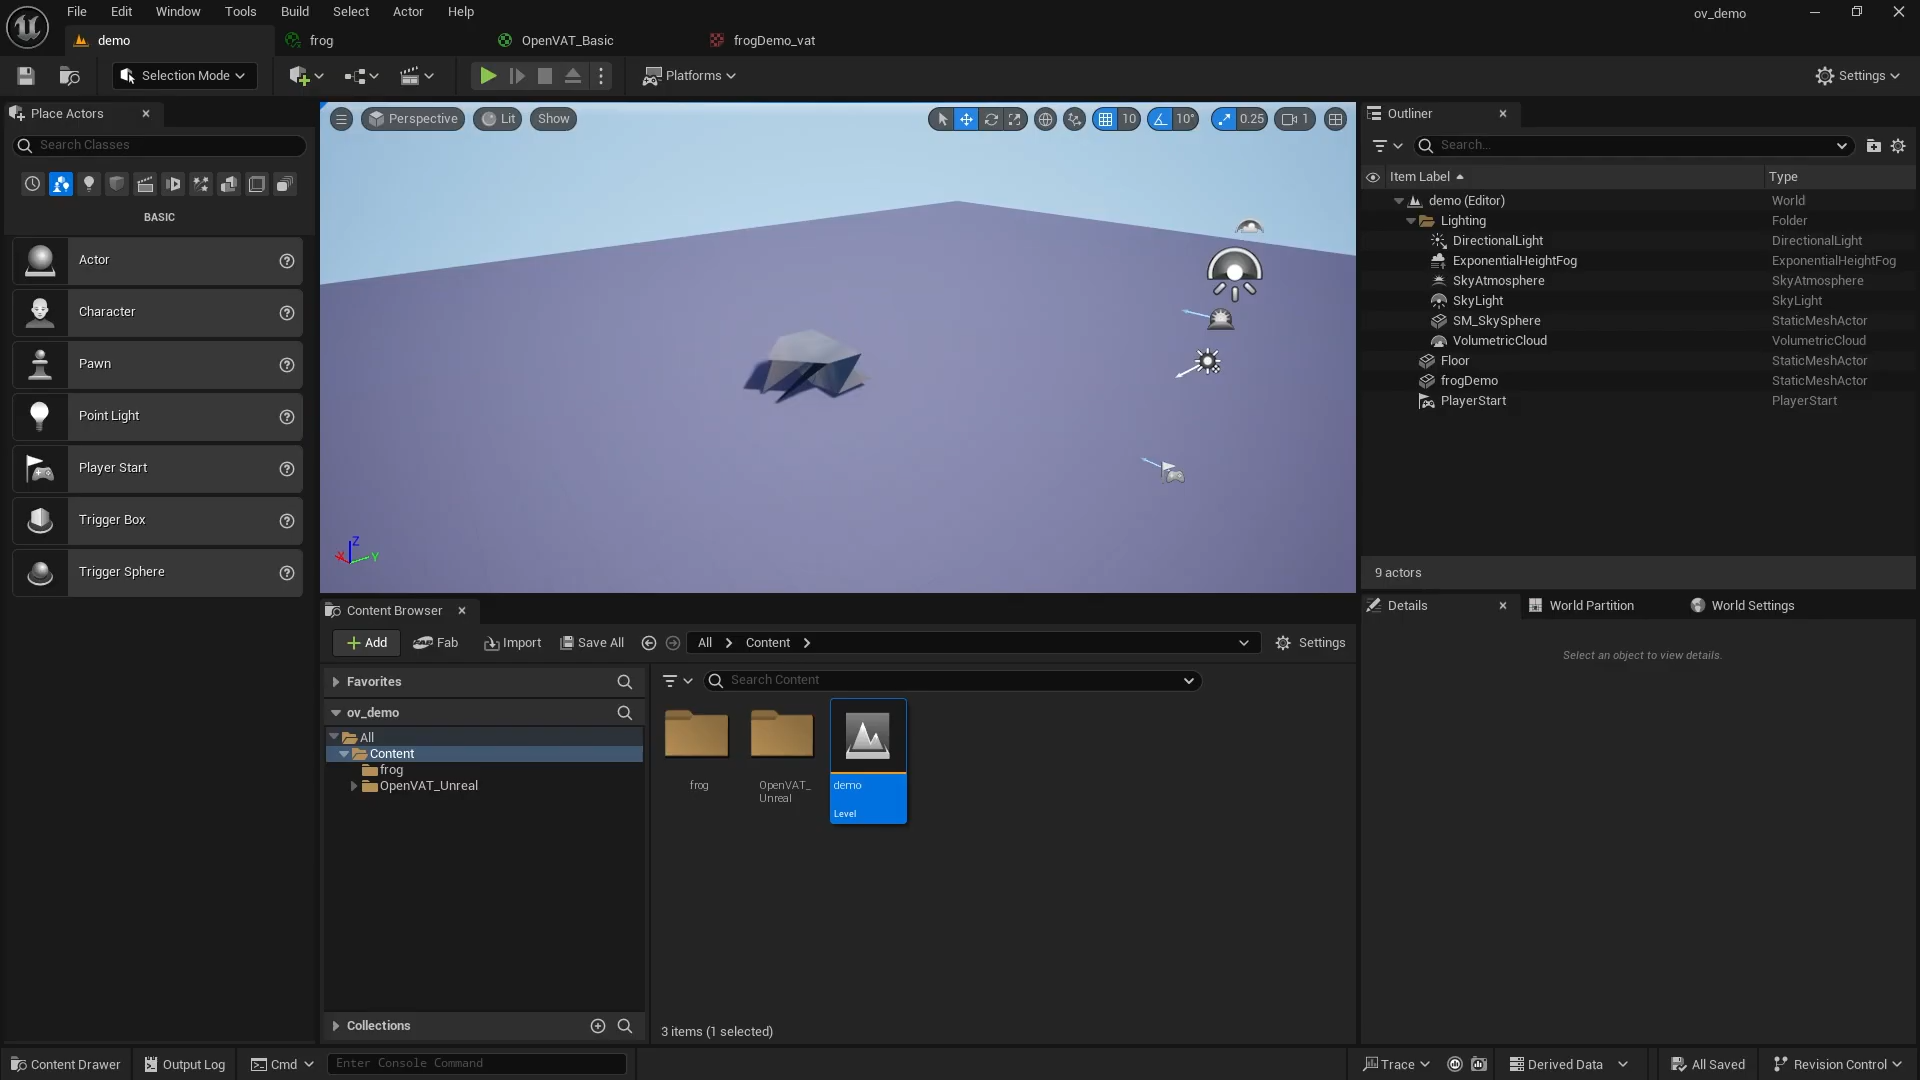 File Edit Window Tools Build Select Actor Help
ov_demo
demo
frog
OpenVAT_Basic
frogDemo_vat
Selection Mode
Platforms
Settings
Place Actors
Search Classes
BASIC
Actor
Character
Pawn
Point Light
Player Start
Trigger Box
Trigger Sphere
Perspective
Lit
Show
10
10°
0.25
1
Z
X
Y
Outliner
Search...
Item Label
Type
demo (Editor) World
Lighting Folder
DirectionalLight DirectionalLight
ExponentialHeightFog ExponentialHeightFog
SkyAtmosphere SkyAtmosphere
SkyLight SkyLight
SM_SkySphere StaticMeshActor
VolumetricCloud VolumetricCloud
Floor StaticMeshActor
frogDemo StaticMeshActor
PlayerStart PlayerStart
9 actors
Details
World Partition
World Settings
Select an object to view details.
Content Browser
Add
Fab
Import
Save All
All
Content
Settings
Favorites
ov_demo
All
Content
frog
OpenVAT_Unreal
Collections
Search Content
frog
OpenVAT_
Unreal
demo
Level
3 items (1 selected)
Content Drawer
Output Log
Cmd
Enter Console Command
Trace
Derived Data
All Saved
Revision Control